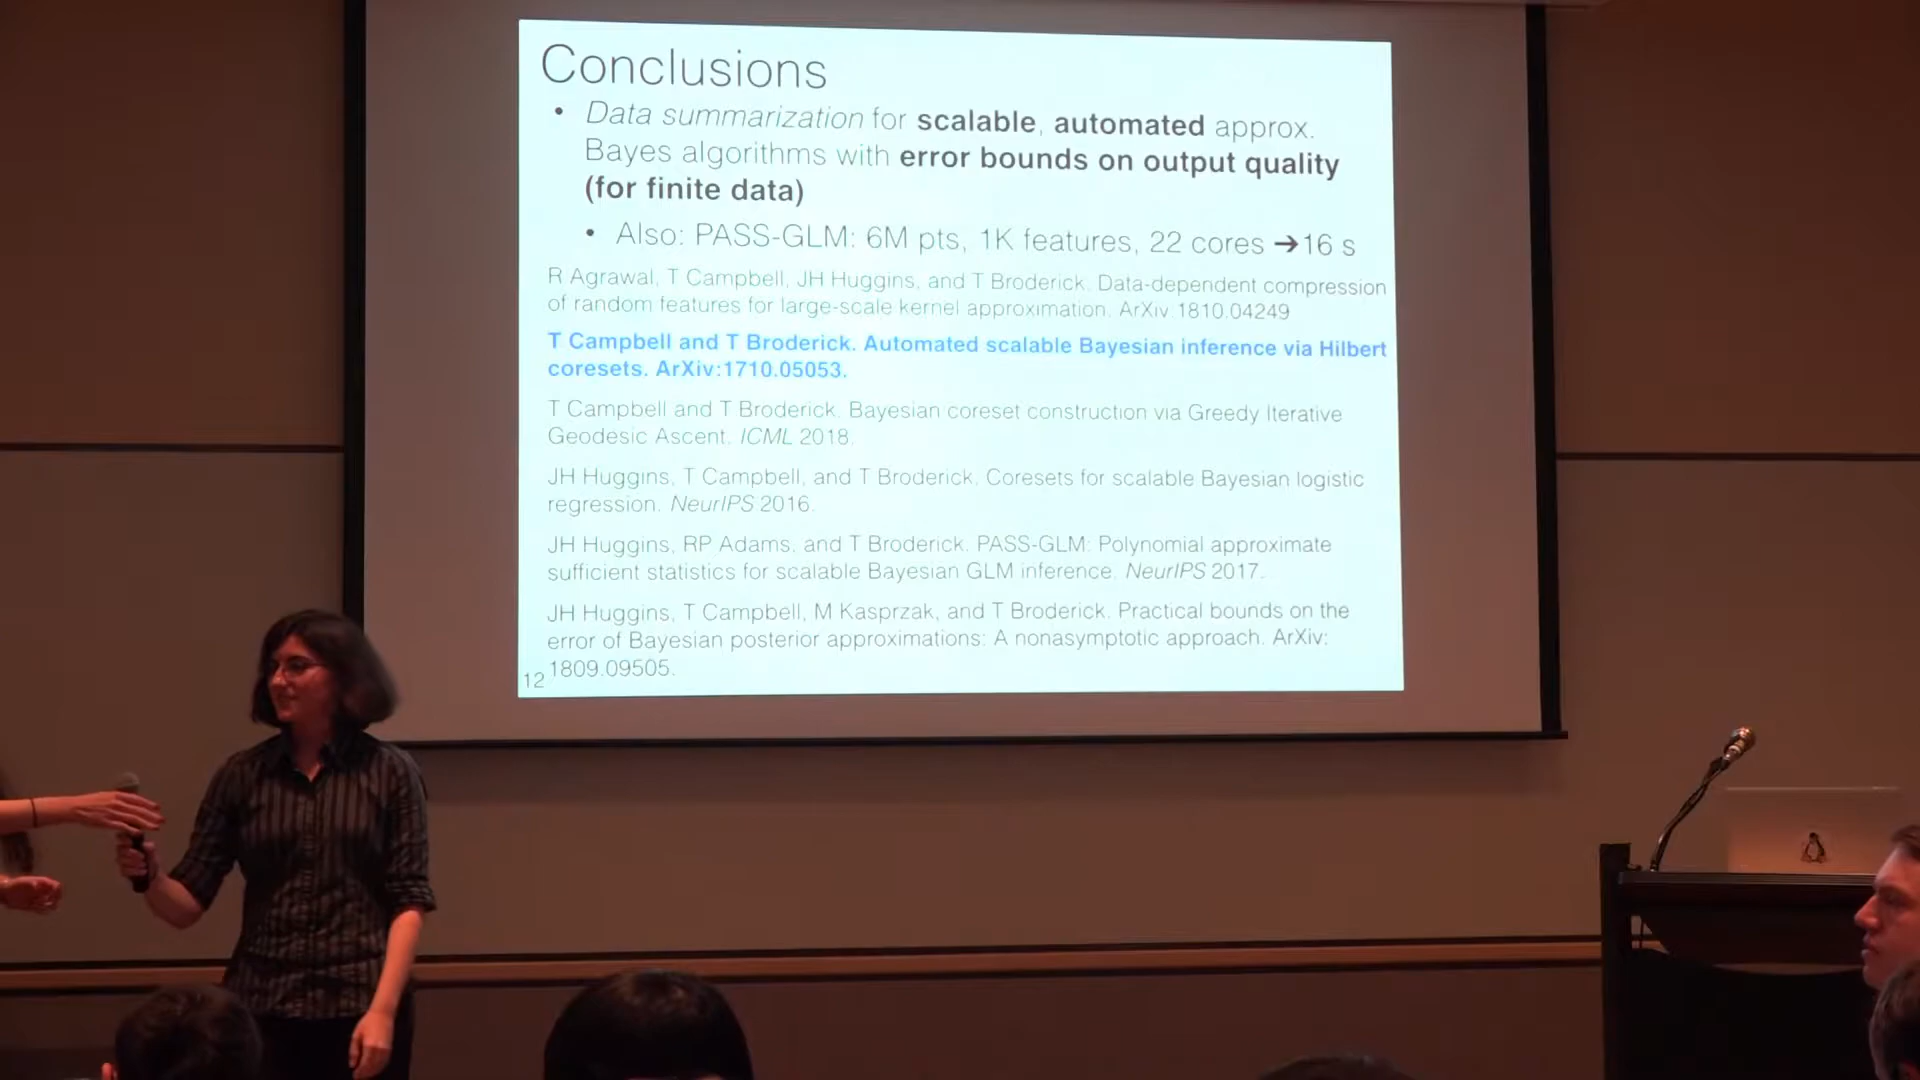 Conclusions
• Data summarization for scalable, automated approx.
Bayes algorithms with error bounds on output quality
(for finite data)
• Also: PASS-GLM: 6M pts, 1K features, 22 cores ➔16 s
R Agrawal, T Campbell, JH Huggins, and T Broderick. Data-dependent compression
of random features for large-scale kernel approximation. ArXiv 1810.04249
T Campbell and T Broderick. Automated scalable Bayesian inference via Hilbert
coresets. ArXiv:1710.05053.
T Campbell and T Broderick. Bayesian coreset construction via Greedy Iterative
Geodesic Ascent. ICML 2018.
JH Huggins, T Campbell, and T Broderick. Coresets for scalable Bayesian logistic
regression. NeurIPS 2016.
JH Huggins, RP Adams, and T Broderick. PASS-GLM: Polynomial approximate
sufficient statistics for scalable Bayesian GLM inference. NeurIPS 2017.
JH Huggins, T Campbell, M Kasprzak, and T Broderick. Practical bounds on the
error of Bayesian posterior approximations: A nonasymptotic approach. ArXiv:
1809.09505.
12